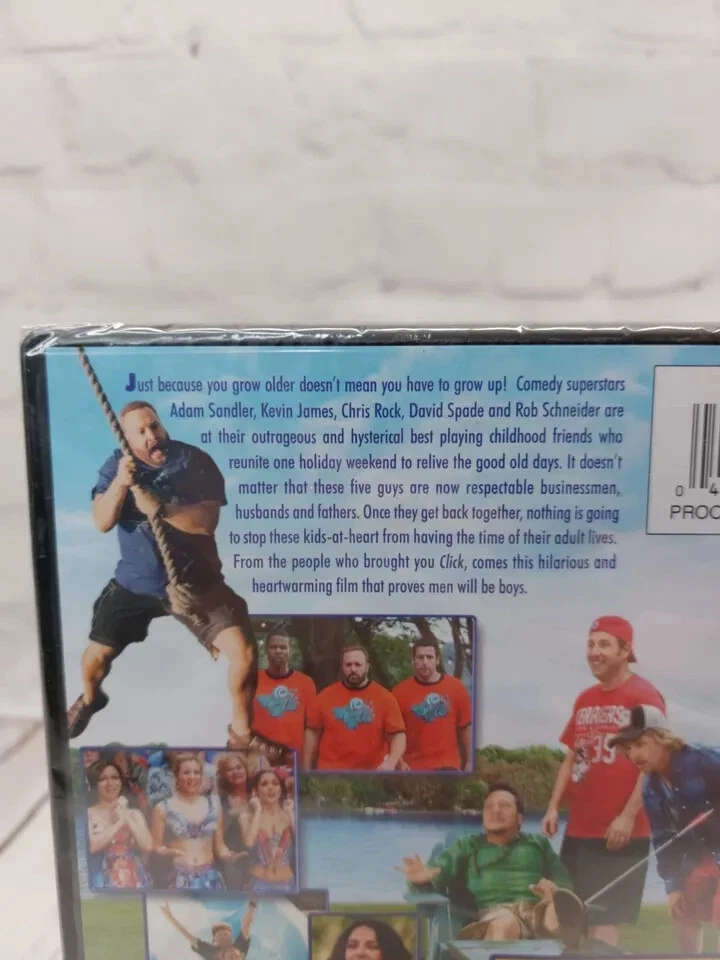 Just because you grow older doesn't mean you have to grow up! Comedy superstars
Adam Sandler, Kevin James, Chris Rock, David Spade and Rob Schneider are
at their outrageous and hysterical best playing childhood friends who
reunite one holiday weekend to relive the good old days. It doesn't
matter that these five guys are now respectable businessmen,
husbands and fathers. Once they get back together, nothing is going
to stop these kids-at-heart from having the time of their adult lives.
From the people who brought you Click, comes this hilarious and
heartwarming film that proves men will be boys.
0 4
PROO